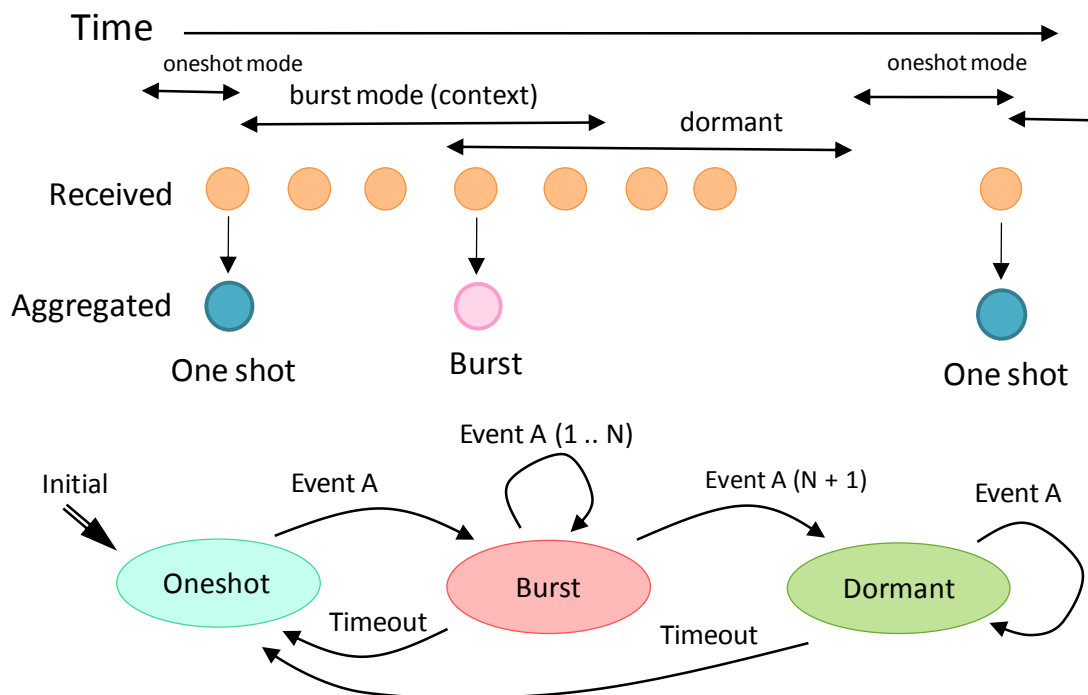 Time
oneshot mode
oneshot mode
burst mode (context)
dormant
Received
Aggregated
One shot
Burst
One shot
Event A (1 .. N)
Initial
Event A
Event A (N + 1)
Event A
Oneshot
Burst
Dormant
Timeout
Timeout